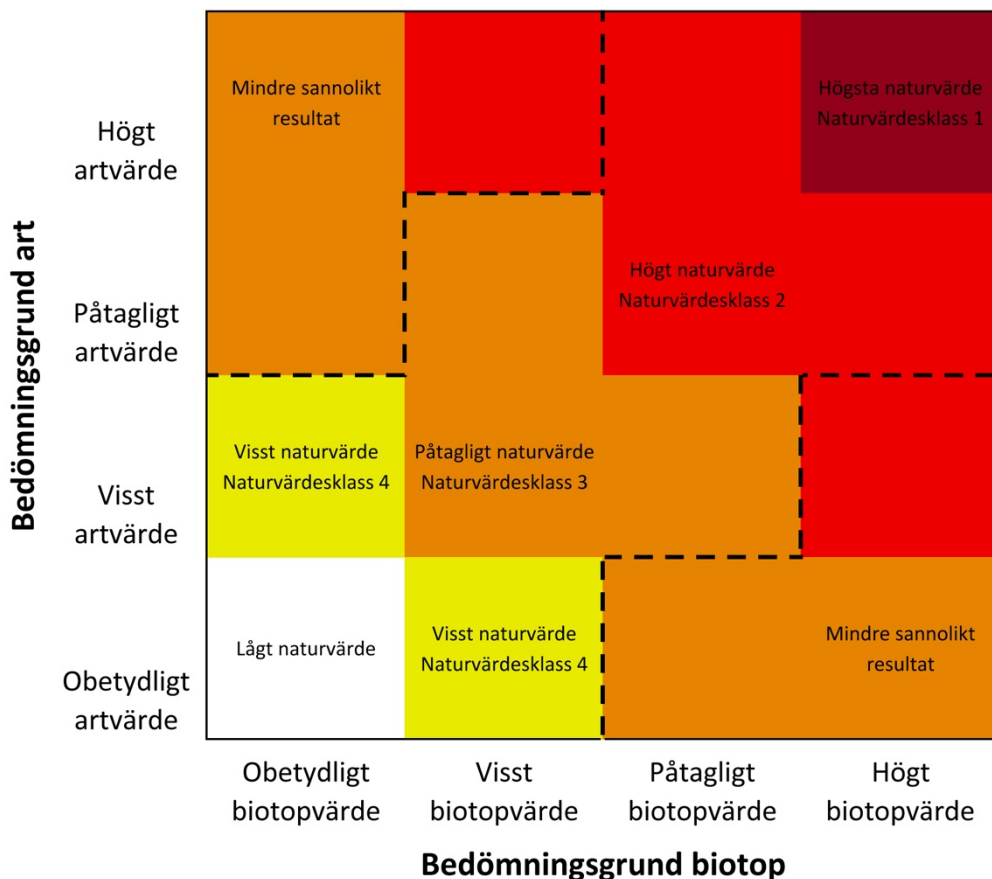 Bedömningsgrund art
Högt
artvärde
Påtagligt
artvärde
Visst
artvärde
Obetydligt
artvärde
Mindre sannolikt
resultat
Högsta naturvärde
Naturvärdesklass 1
Högt naturvärde
Naturvärdesklass 2
Visst naturvärde
Naturvärdesklass 4
Påtagligt naturvärde
Naturvärdesklass 3
Lågt naturvärde
Visst naturvärde
Naturvärdesklass 4
Mindre sannolikt
resultat
Obetydligt
biotopvärde
Visst
biotopvärde
Påtagligt
biotopvärde
Högt
biotopvärde
Bedömningsgrund biotop